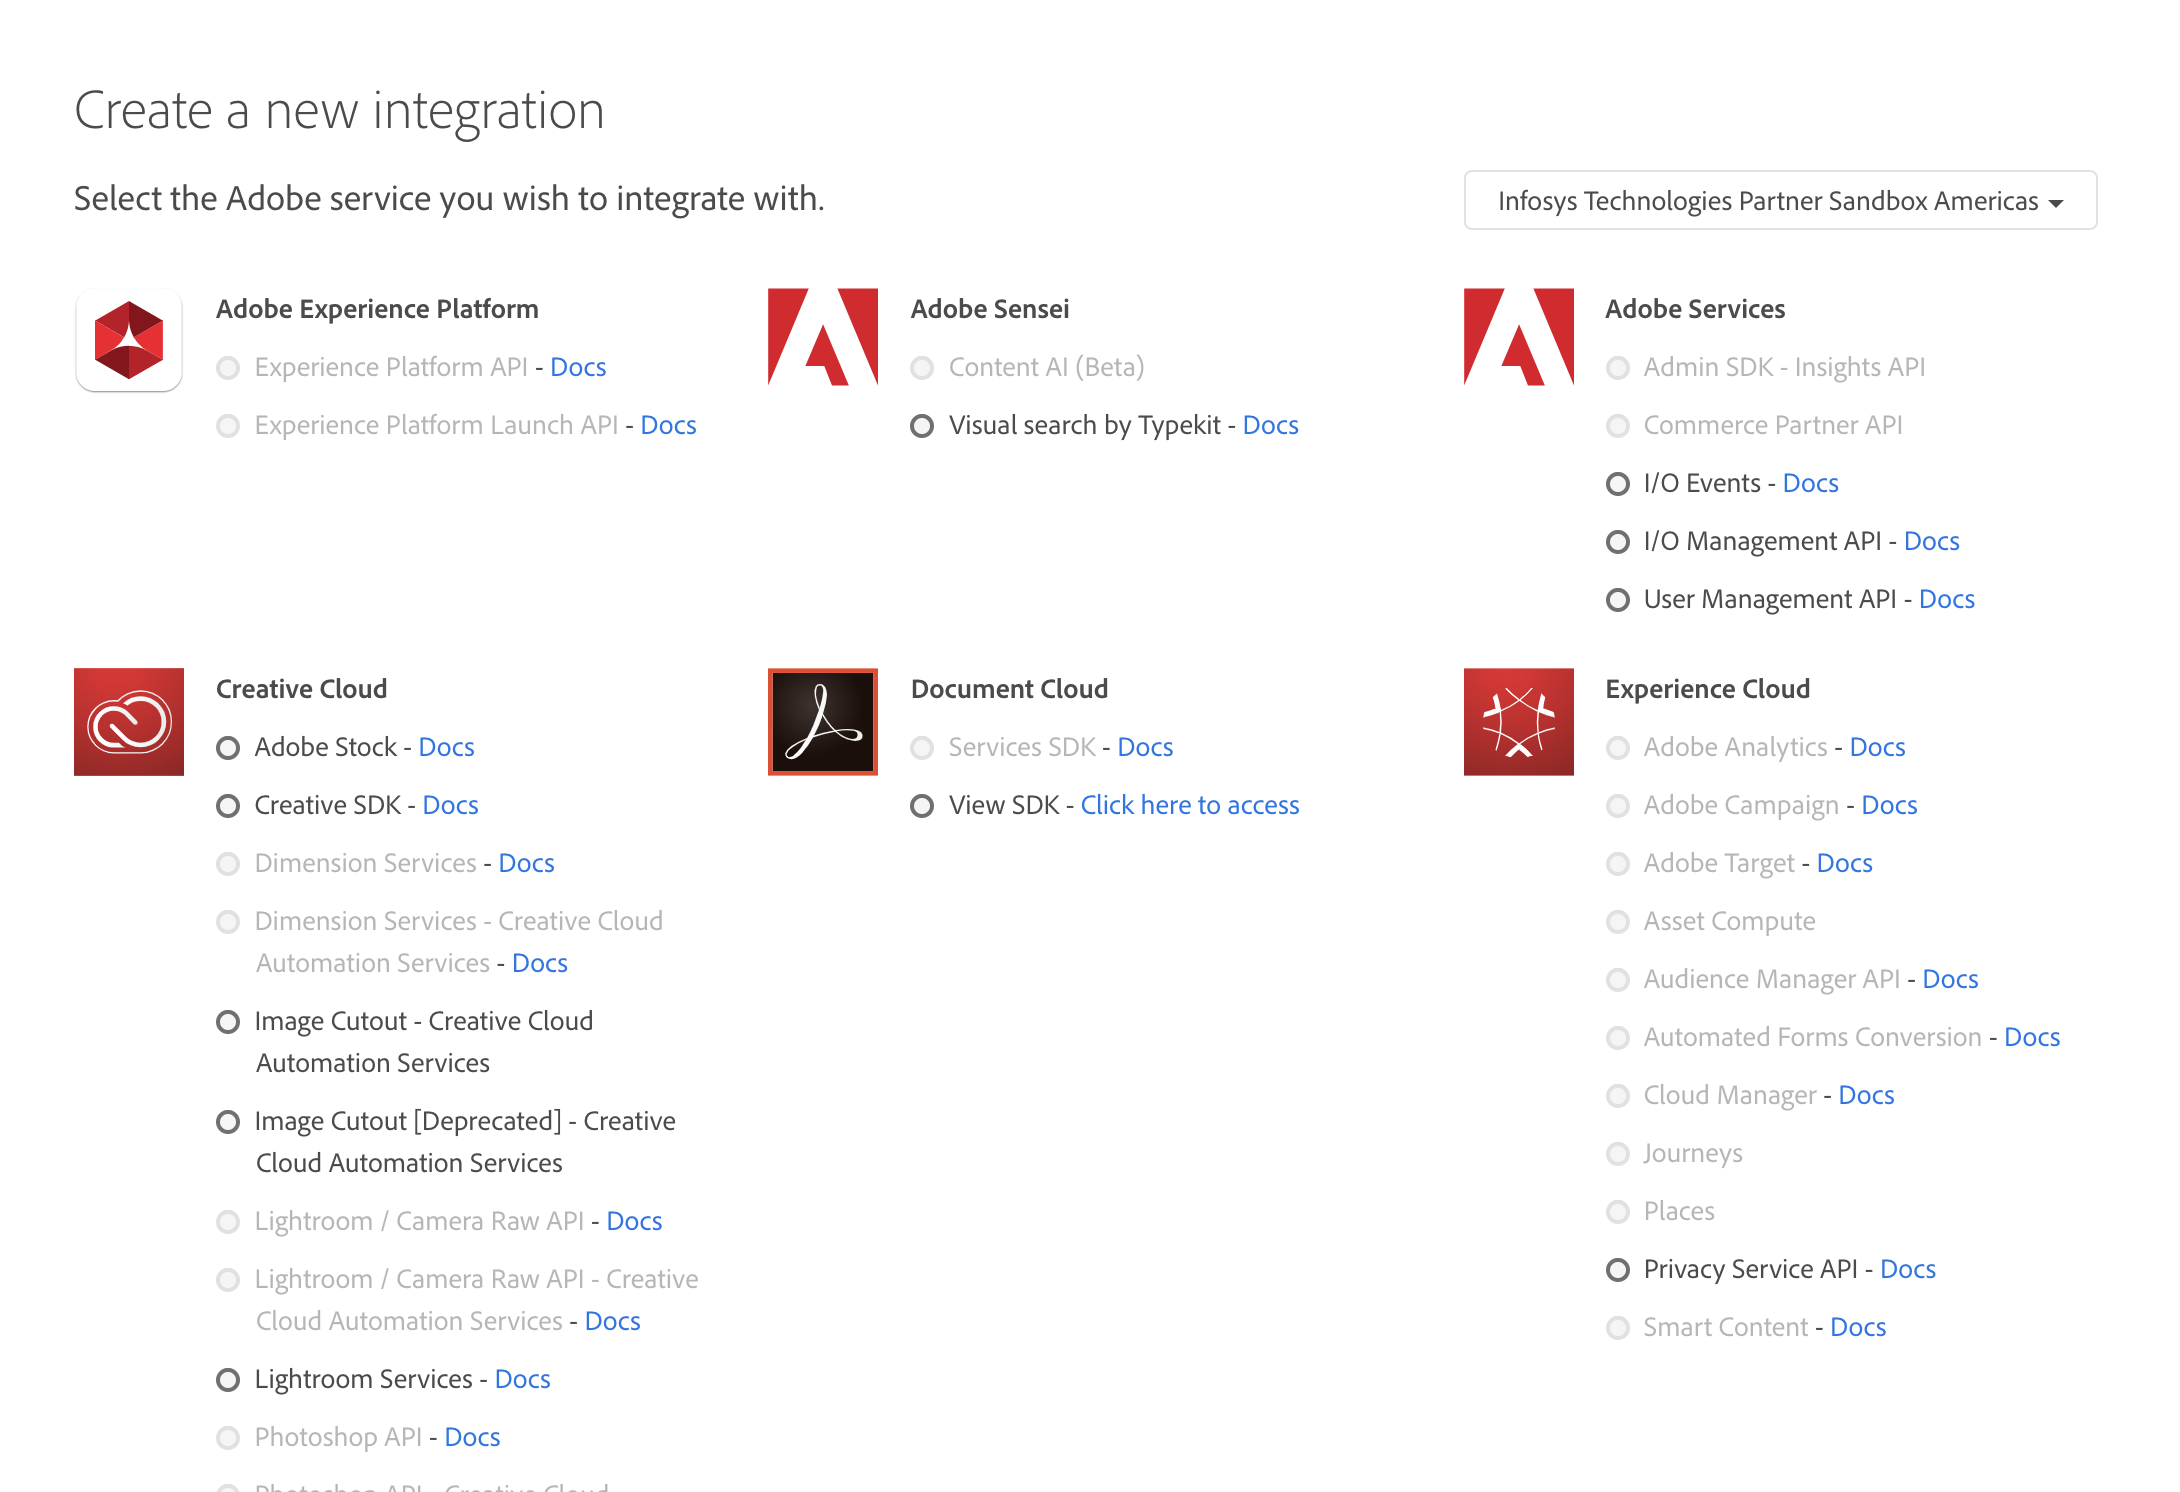 Create a new integration
Select the Adobe service you wish to integrate with.
Infosys Technologies Partner Sandbox Americas
Adobe Experience Platform
Experience Platform API - Docs
Experience Platform Launch API - Docs
Adobe Sensei
Content AI (Beta)
Visual search by Typekit - Docs
Adobe Services
Admin SDK - Insights API
Commerce Partner API
I/O Events - Docs
I/O Management API - Docs
User Management API - Docs
Creative Cloud
Adobe Stock - Docs
Creative SDK - Docs
Dimension Services - Docs
Dimension Services - Creative Cloud
Automation Services - Docs
Image Cutout - Creative Cloud
Automation Services
Image Cutout [Deprecated] - Creative
Cloud Automation Services
Lightroom / Camera Raw API - Docs
Lightroom / Camera Raw API - Creative
Cloud Automation Services - Docs
Lightroom Services - Docs
Photoshop API - Docs
Photoshop API - Creative Cloud
Document Cloud
Services SDK - Docs
View SDK - Click here to access
Experience Cloud
Adobe Analytics - Docs
Adobe Campaign - Docs
Adobe Target - Docs
Asset Compute
Audience Manager API - Docs
Automated Forms Conversion - Docs
Cloud Manager - Docs
Journeys
Places
Privacy Service API - Docs
Smart Content - Docs